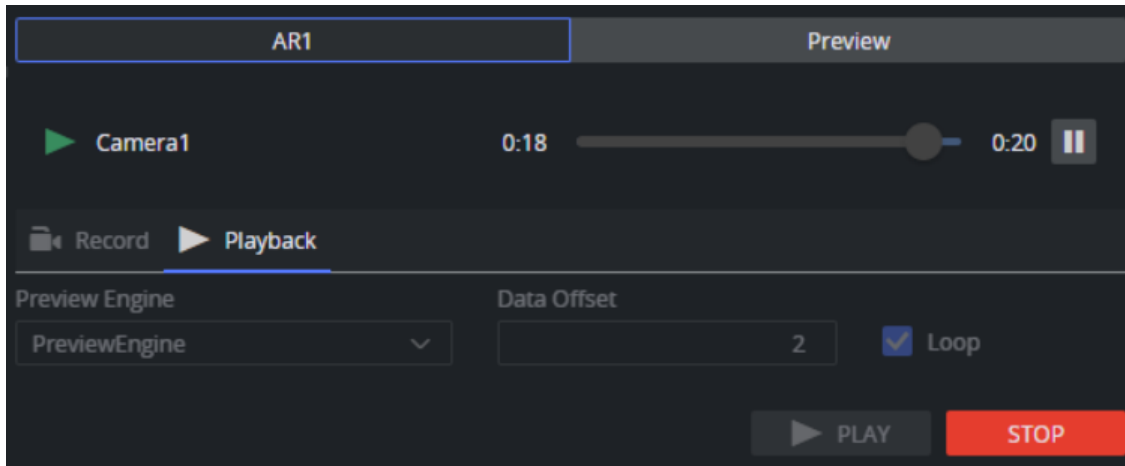 AR1 Preview
Camera1 0:18 0:20
Record Playback
Preview Engine Data Offset
PreviewEngine 2 Loop
PLAY STOP